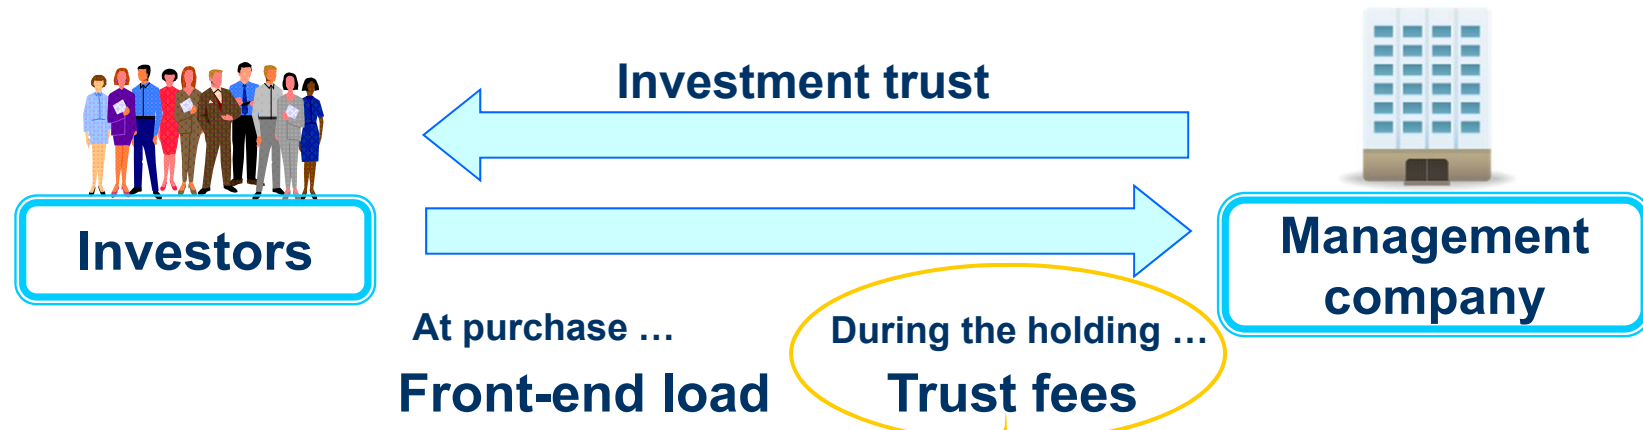 Investment trust
Investors
Management
company
At purchase …
During the holding …
Front-end load
Trust fees